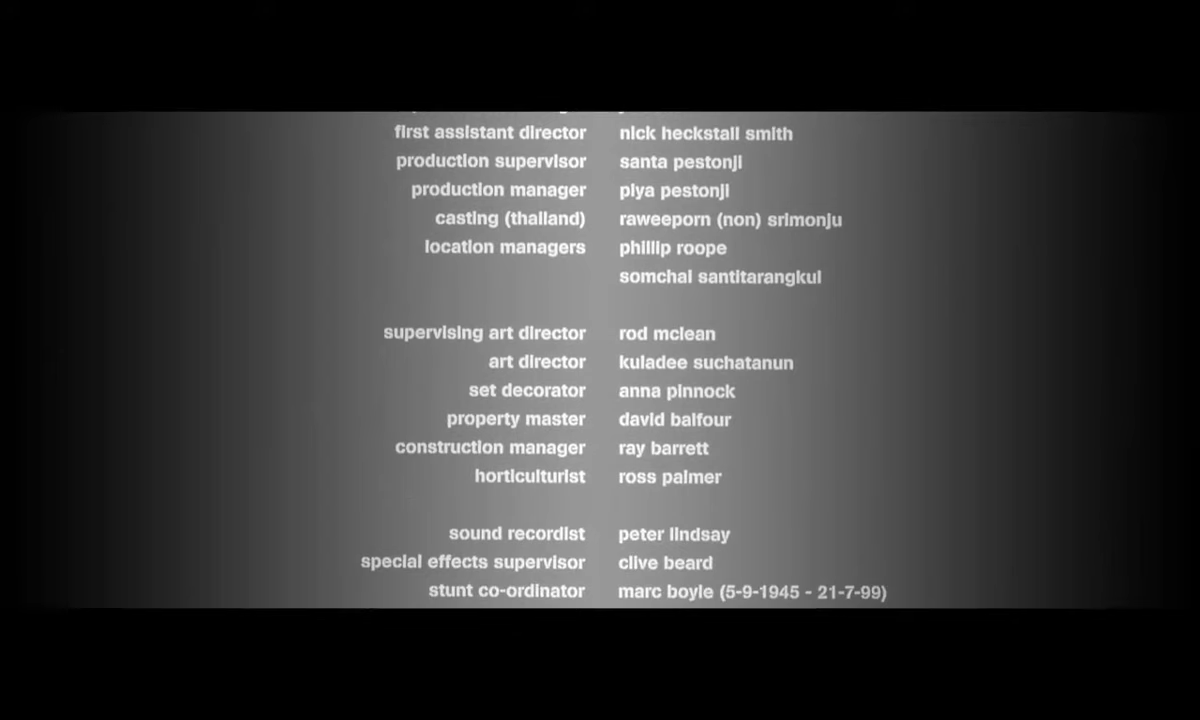 first assistant director nick heckstall smith
production supervisor santa pestonji
production manager piya pestonji
casting (thailand) raweeporn (non) srimonju
location managers phillip roope
somchai santitarangkul
supervising art director rod mclean
art director kuladee suchatanun
set decorator anna pinnock
property master david balfour
construction manager ray barrett
horticulturist ross palmer
sound recordist peter lindsay
special effects supervisor clive beard
stunt co-ordinator marc boyle (5-9-1945 - 21-7-99)